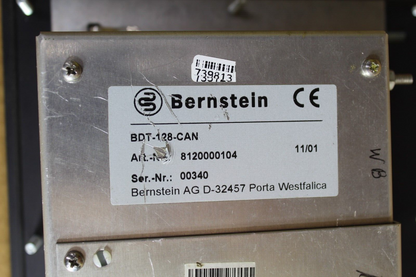 739813
Bernstein CE
BDT-128-CAN
Art.-Nr.: 8120000104 11/01
Ser.-Nr.: 00340
Bernstein AG D-32457 Porta Westfalica
WB